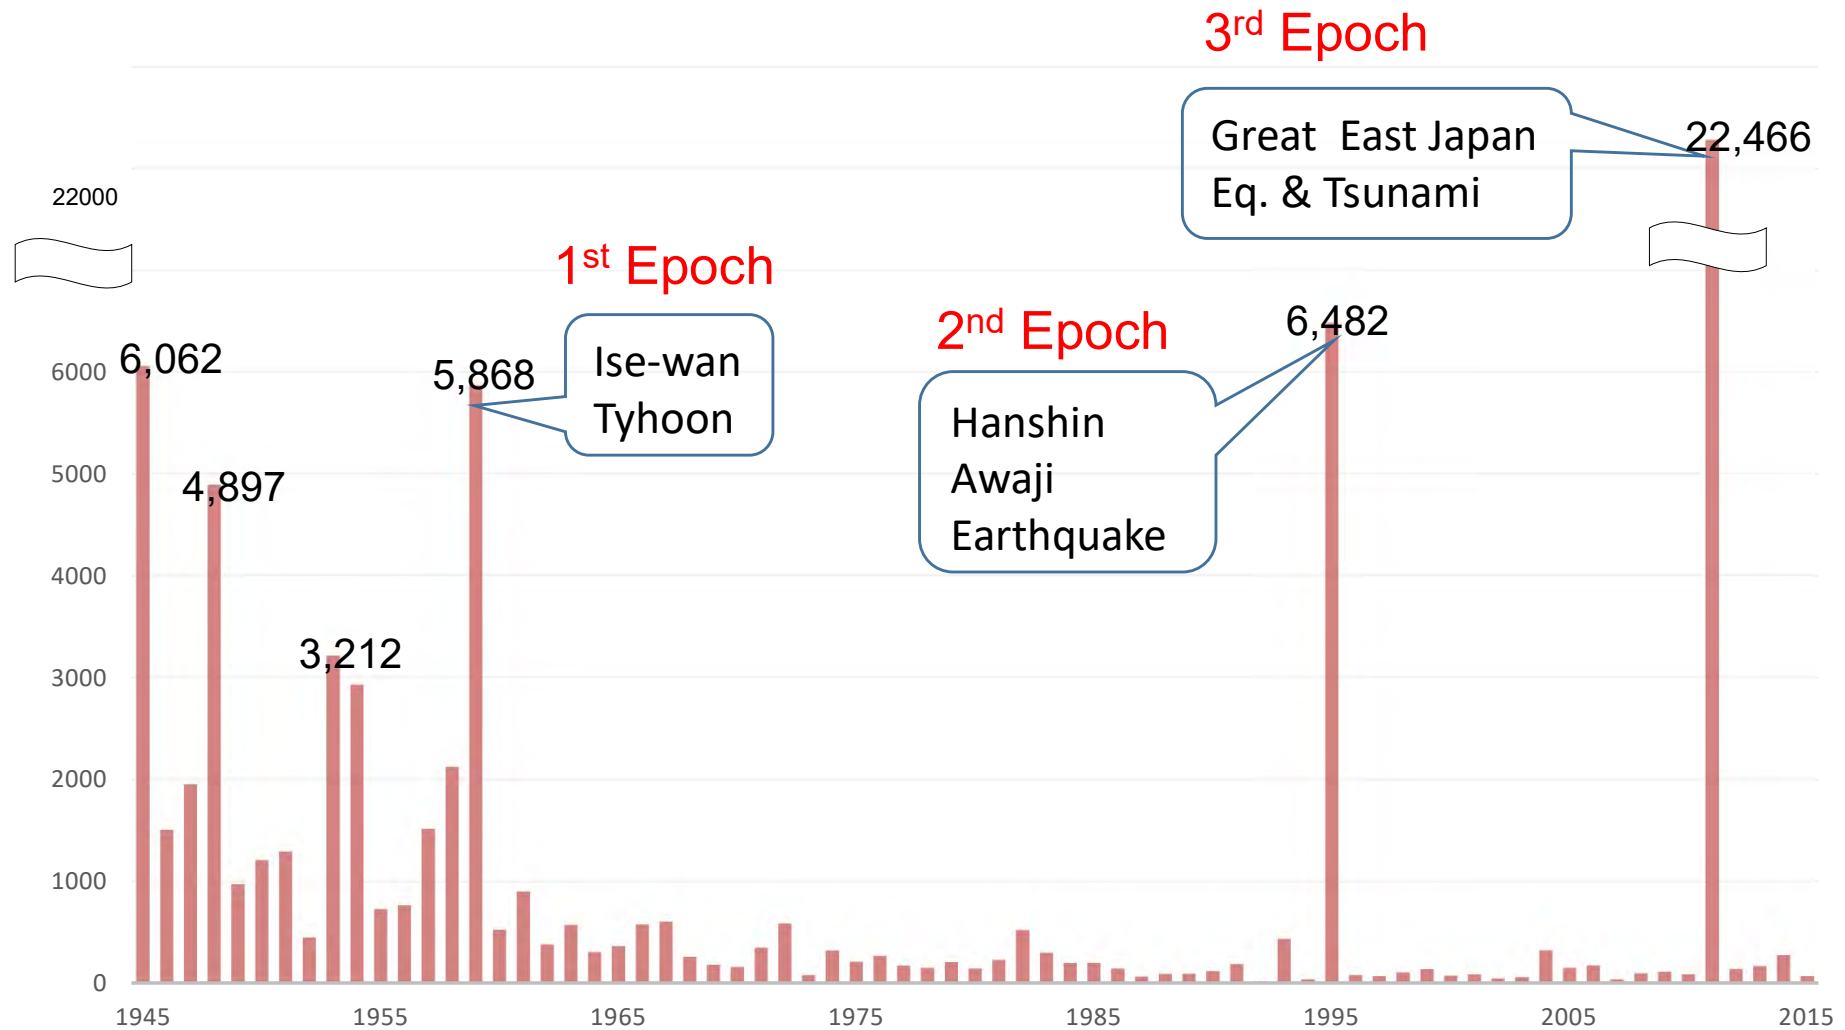 3rd Epoch
Great East Japan
Eq. & Tsunami
22,466
22000
1st Epoch
Ise-wan
Tyhoon
2nd Epoch
Hanshin
Awaji
Earthquake
6,482
6,062
5,868
4,897
3,212
6000
5000
4000
3000
2000
1000
0
1945 1955 1965 1975 1985 1995 2005 2015